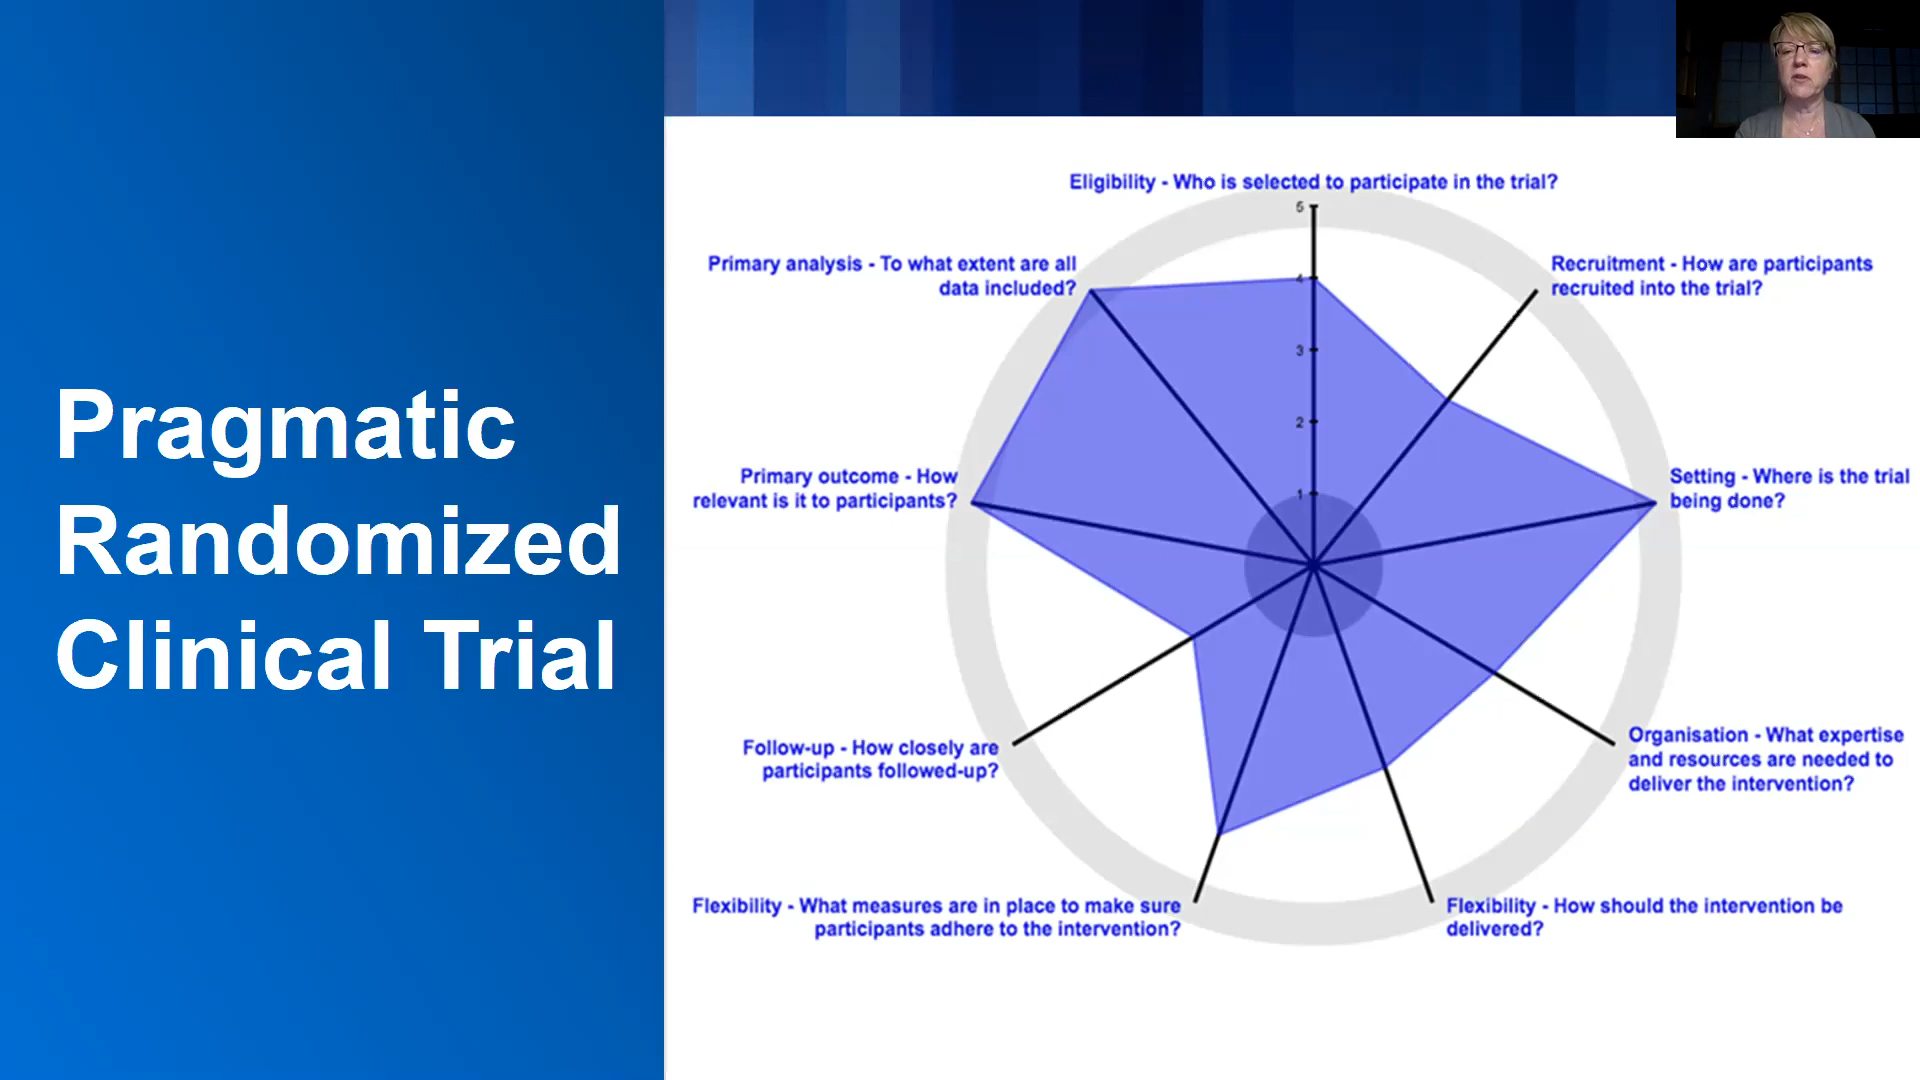 Pragmatic
Randomized
Clinical Trial
Eligibility - Who is selected to participate in the trial?
5
4
3
2
1
Recruitment - How are participants
recruited into the trial?
Setting - Where is the trial
being done?
Organisation - What expertise
and resources are needed to
deliver the intervention?
Flexibility - How should the intervention be
delivered?
Flexibility - What measures are in place to make sure
participants adhere to the intervention?
Follow-up - How closely are
participants followed-up?
Primary outcome - How
relevant is it to participants?
Primary analysis - To what extent are all
data included?